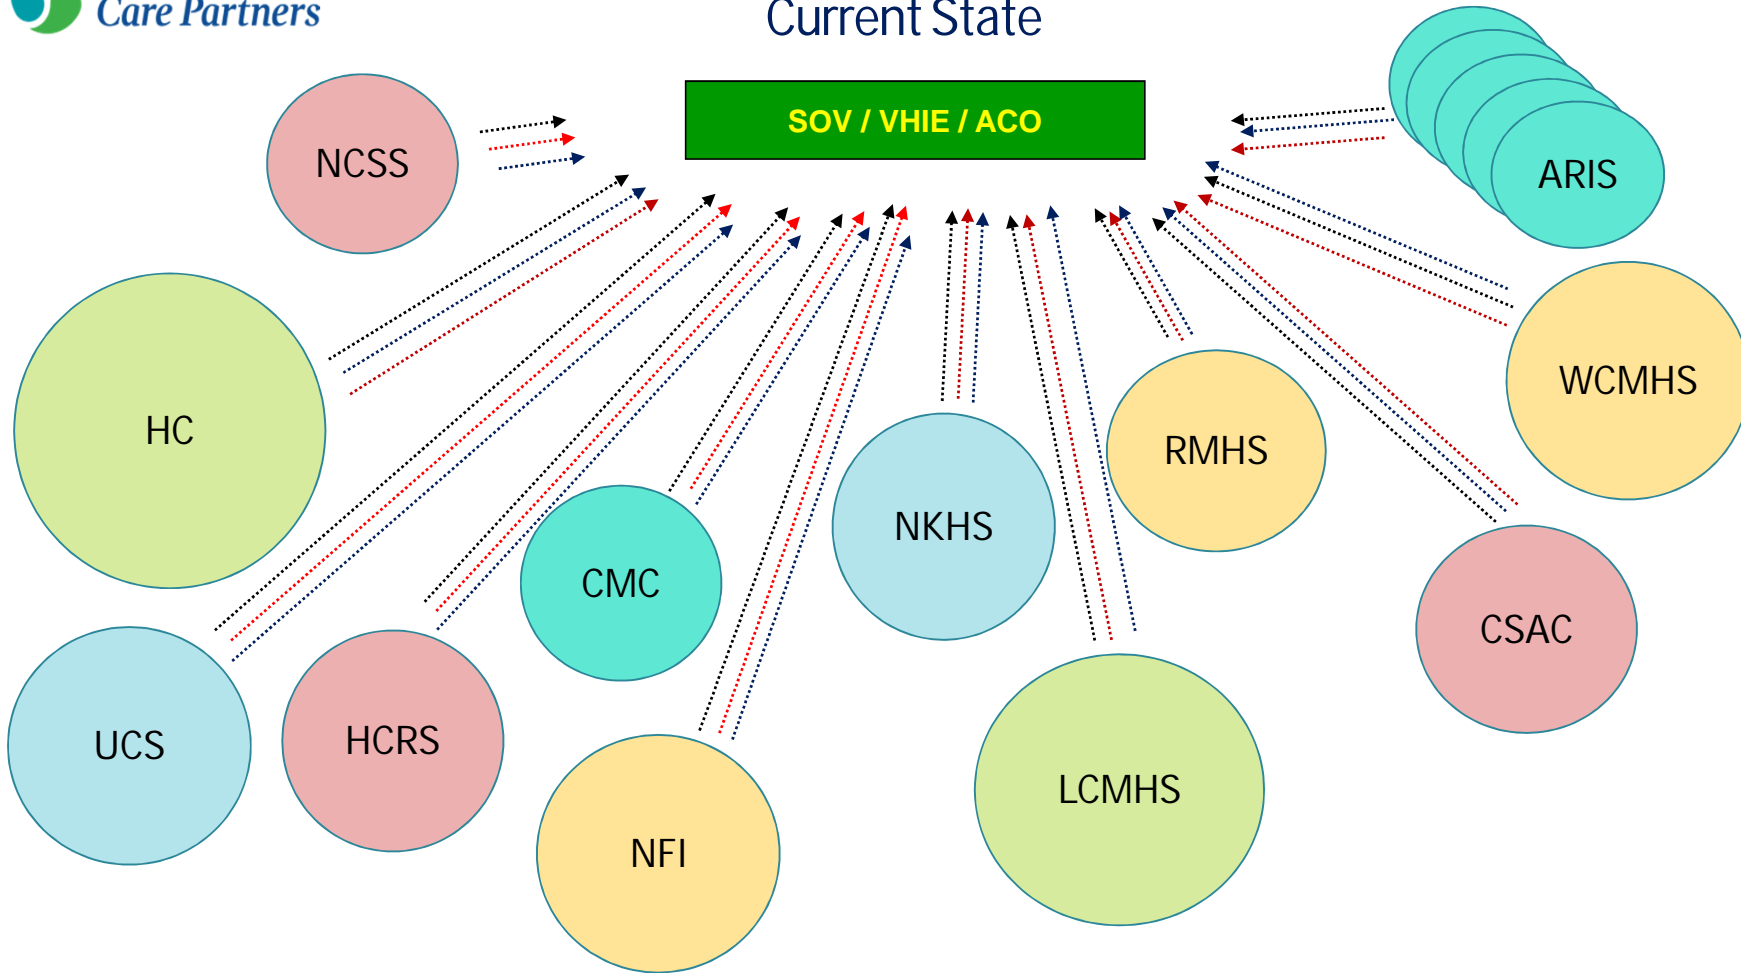 Care Partners
Current State
SOV / VHIE / ACO
NCSS
ARIS
HC
WCMHS
RMHS
NKHS
CMC
CSAC
UCS
HCRS
LCMHS
NFI